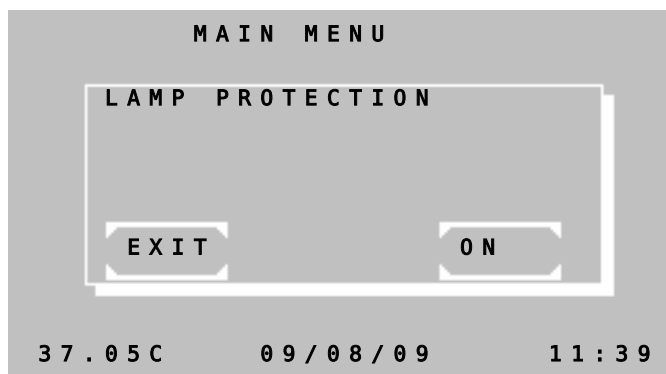 MAIN MENU
LAMP PROTECTION
EXIT ON
37.05C 09/08/09 11:39